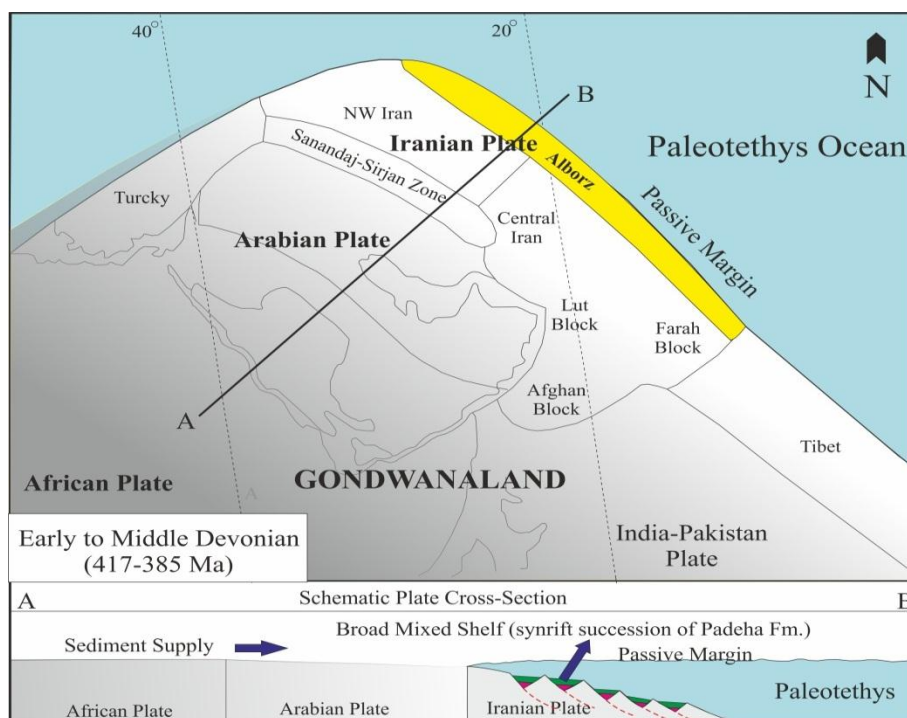 40°
20°
N
B
NW Iran
Iranian Plate
Paleotethys Ocean
Sanandaj-Sirjan Zone
Alborz
Turcky
Passive Margin
Central
Iran
Arabian Plate
Lut
Block
Farah
Block
Afghan
Block
A
Tibet
African Plate
GONDWANALAND
A
India-Pakistan
Plate
Early to Middle Devonian
(417-385 Ma)
A
Schematic Plate Cross-Section
Broad Mixed Shelf (synrift succession of Padeha Fm.)
Sediment Supply
Passive Margin
Paleotethys
African Plate
Arabian Plate
Iranian Plate